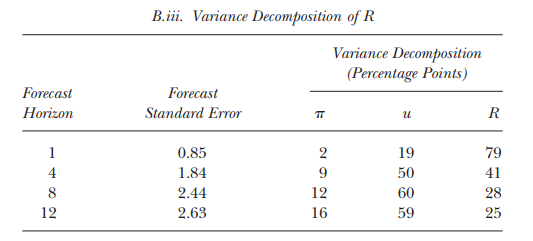 B.iii. Variance Decomposition of R
Variance Decomposition
(Percentage Points)
Forecast Forecast
Horizon Standard Error π u R
1 0.85 2 19 79
4 1.84 9 50 41
8 2.44 12 60 28
12 2.63 16 59 25